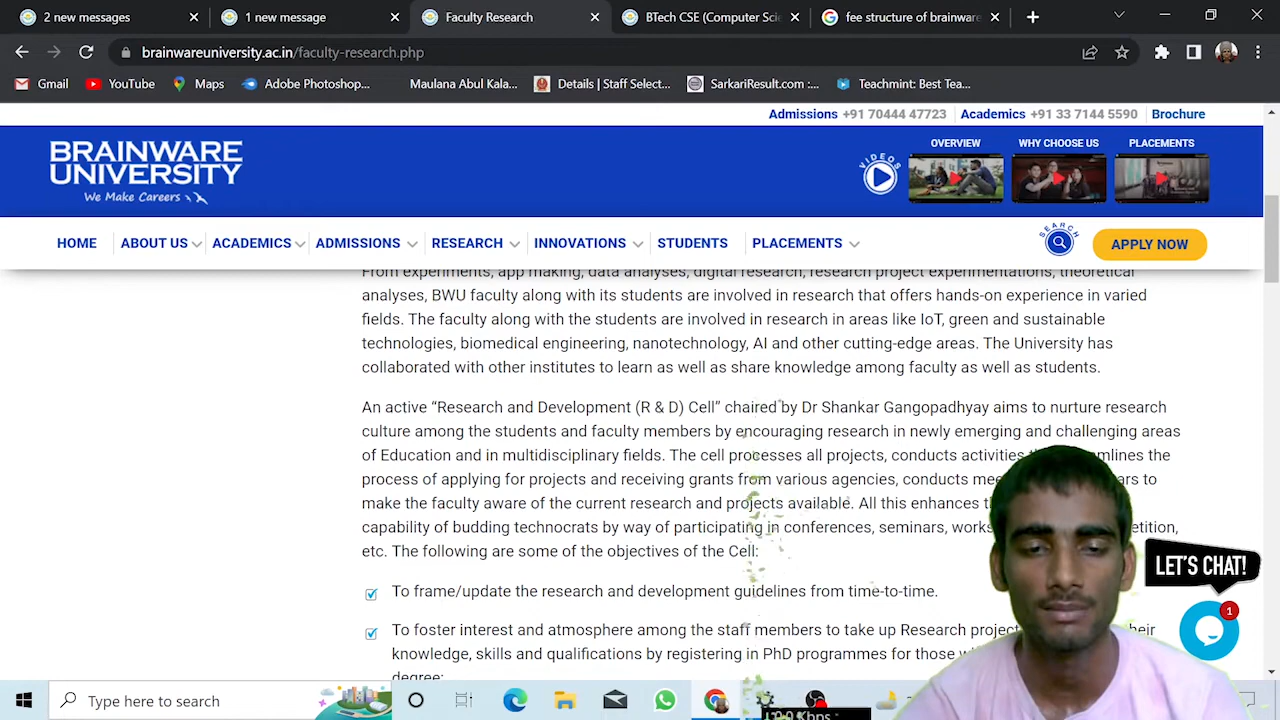 2 new messages
1 new message
Faculty Research
BTech CSE (Computer Sci
fee structure of brainware
brainwareuniversity.ac.in/faculty-research.php
Gmail
YouTube
Maps
Adobe Photoshop...
Maulana Abul Kala...
Details | Staff Select...
SarkariResult.com :...
Teachmint: Best Tea...
Admissions +91 70444 47723
Academics +91 33 7144 5590
Brochure
BRAINWARE
UNIVERSITY
We Make Careers
VIDEOS
OVERVIEW
WHY CHOOSE US
PLACEMENTS
HOME
ABOUT US
ACADEMICS
ADMISSIONS
RESEARCH
INNOVATIONS
STUDENTS
PLACEMENTS
SEARCH
APPLY NOW
From experiments, app making, data analyses, digital research, research project experimentations, theoretical
analyses, BWU faculty along with its students are involved in research that offers hands-on experience in varied
fields. The faculty along with the students are involved in research in areas like IoT, green and sustainable
technologies, biomedical engineering, nanotechnology, AI and other cutting-edge areas. The University has
collaborated with other institutes to learn as well as share knowledge among faculty as well as students.
An active “Research and Development (R & D) Cell” chaired by Dr Shankar Gangopadhyay aims to nurture research
culture among the students and faculty members by encouraging research in newly emerging and challenging areas
of Education and in multidisciplinary fields. The cell processes all projects, conducts activities the
process of applying for projects and receiving grants from various agencies, conducts to
make the faculty aware of the current research and projects available. All this enhances
capability of budding technocrats by way of participating in conferences, seminars,
etc. The following are some of the objectives of the Cell:
To frame/update the research and development guidelines from time-to-time.
To foster interest and atmosphere among the staff members to take up Research
knowledge, skills and qualifications by registering in PhD programmes for those
degree;
LET'S CHAT!
1
Type here to search